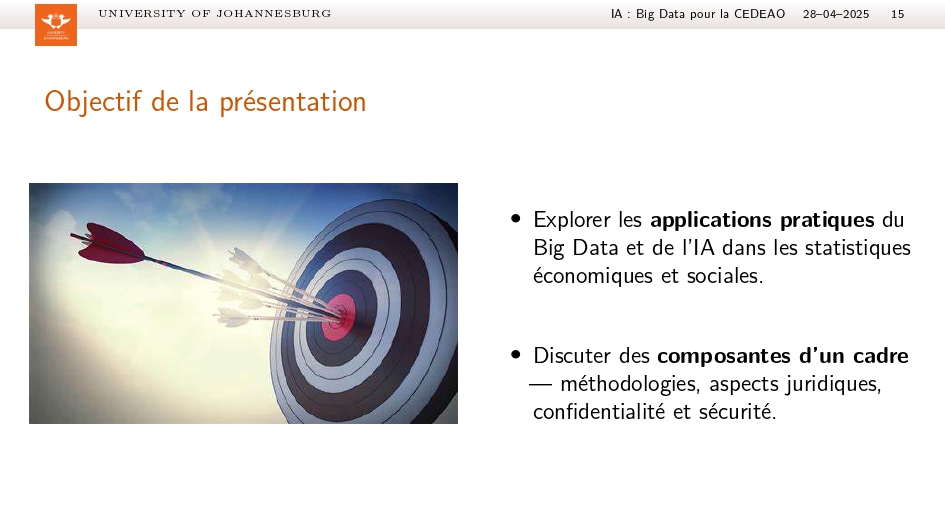 UNIVERSITY OF JOHANNESBURG
IA : Big Data pour la CEDEAO 28–04–2025 15
UNIVERSITY
JOHANNESBURG
Objectif de la présentation
• Explorer les applications pratiques du
Big Data et de l'IA dans les statistiques
économiques et sociales.
• Discuter des composantes d'un cadre
— méthodologies, aspects juridiques,
confidentialité et sécurité.